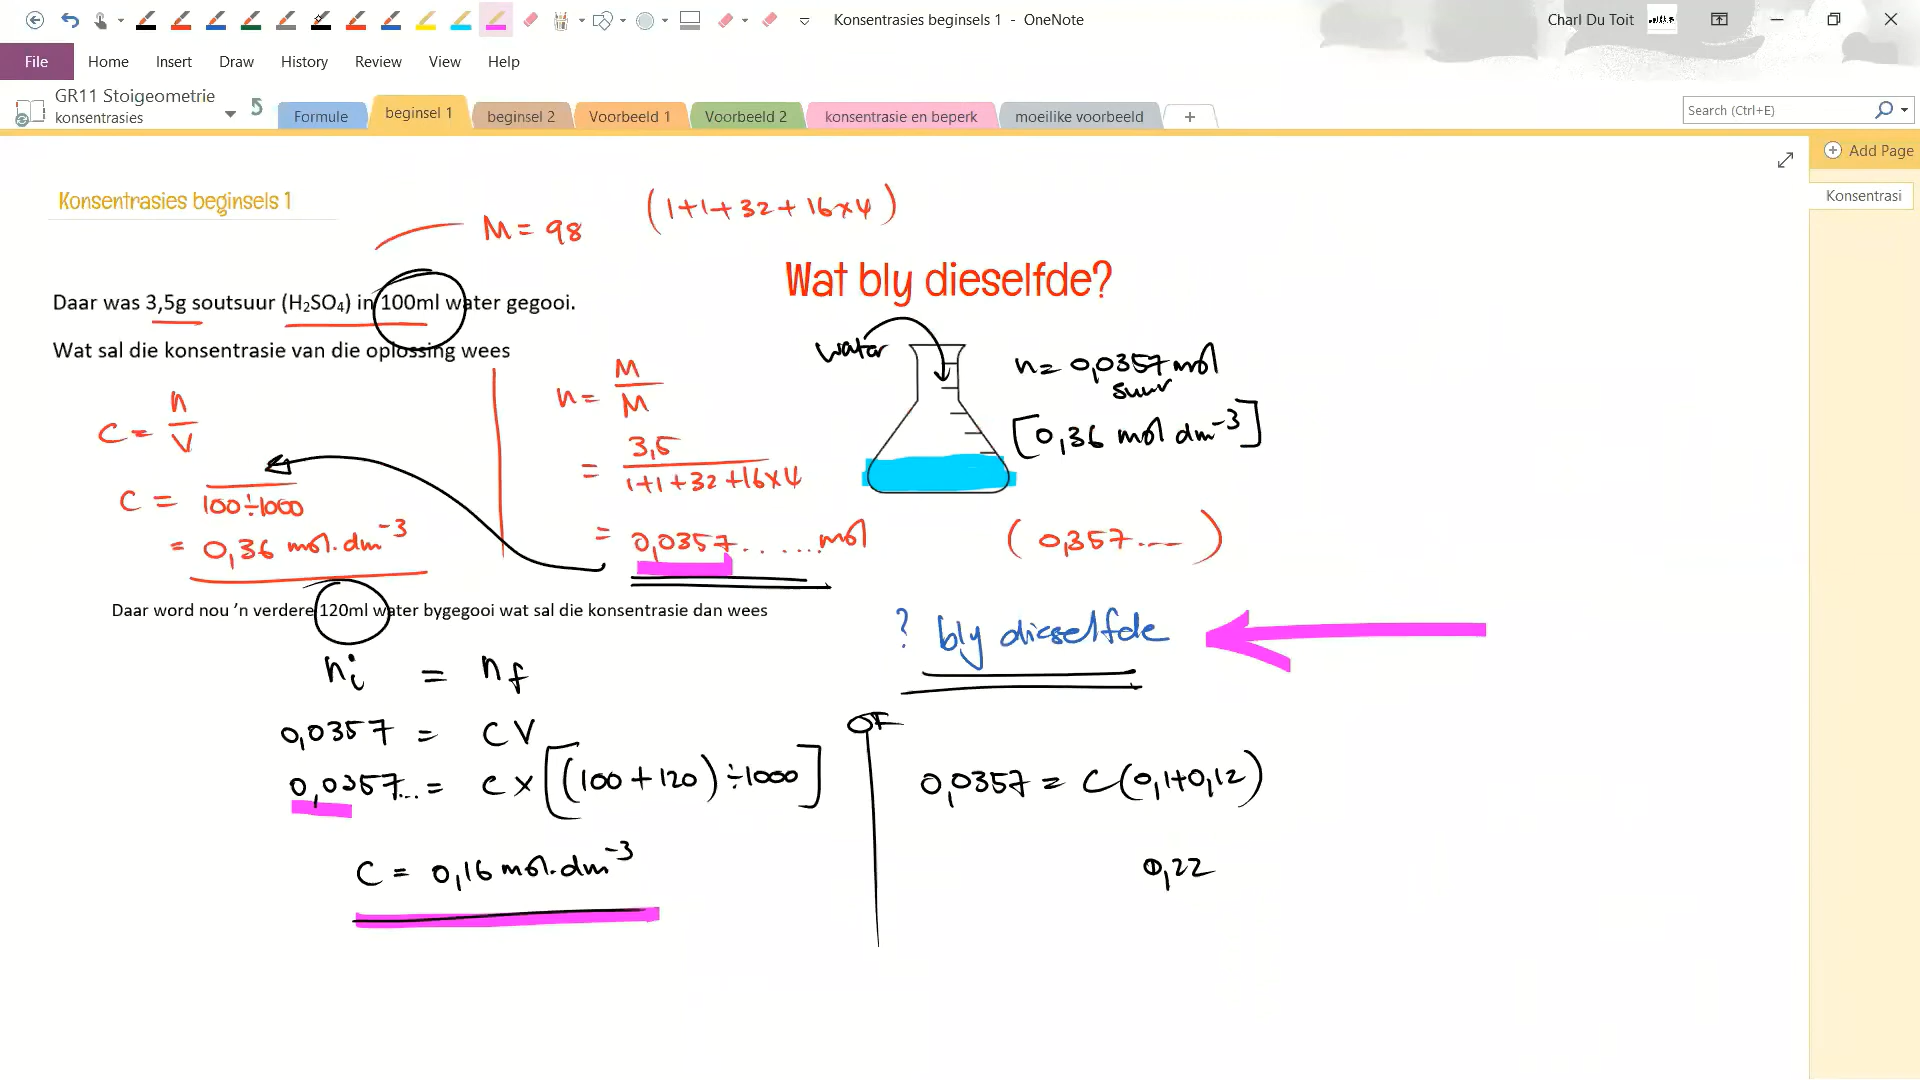 Konsentrasies beginsels 1 - OneNote
Charl Du Toit
File Home Insert Draw History Review View Help
GR11 Stoigeometrie
konsentrasies
Formule beginsel 1 beginsel 2 Voorbeeld 1 Voorbeeld 2 konsentrasie en beperk moeilike voorbeeld +
Search (Ctrl+E)
Add Page
Konsentrasi
Konsentrasies beginsels 1
M = 98 (1+1+32+16×4)
Wat bly dieselfde?
Daar was 3,5g soutsuur (H₂SO₄) in 100ml water gegooi.
Wat sal die konsentrasie van die oplossing wees
C = n/V
C = /100÷1000
= 0,36 mol.dm⁻³
n = M/M
= 3,5/1+1+32+16×4
= 0,0357......mol
water
n= 0,0357 mol
suur
[0,36 mol dm⁻³]
(0,357....)
Daar word nou 'n verdere 120ml water bygegooi wat sal die konsentrasie dan wees
? bly dieselfde
ni = nf
0,0357 = CV
0,0357... = C×[(100+120)÷1000]
C = 0,16 mol.dm⁻³
OF
0,0357 = C(0,1+0,12)
0,22